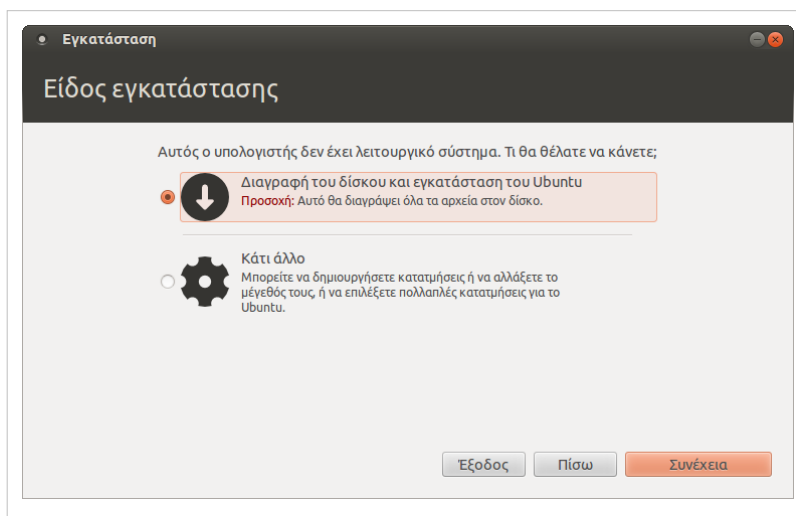 Εγκατάσταση
Είδος εγκατάστασης
Αυτός ο υπολογιστής δεν έχει λειτουργικό σύστημα. Τι θα θέλατε να κάνετε;
Διαγραφή του δίσκου και εγκατάσταση του Ubuntu
Προσοχή: Αυτό θα διαγράψει όλα τα αρχεία στον δίσκο.
Κάτι άλλο
Μπορείτε να δημιουργήσετε κατατμήσεις ή να αλλάξετε το
μέγεθός τους, ή να επιλέξετε πολλαπλές κατατμήσεις για το
Ubuntu.
Έξοδος Πίσω Συνέχεια